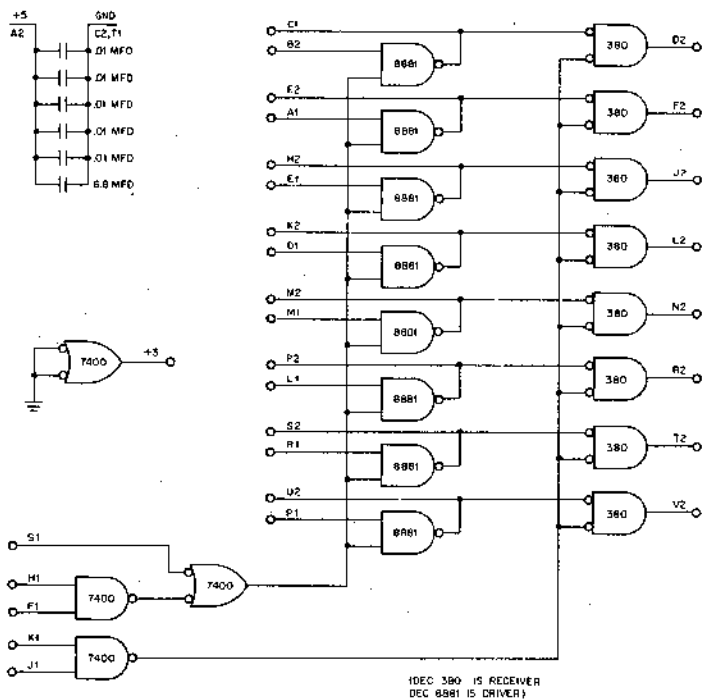 +5 GND
A2 C2,T1
.01 MFD
.01 MFD
.01 MFD
.01 MFD
.01 MFD
6.8 MFD
C1
B2 8881 380 D2
E2
A1 8881 380 F2
H2
E1 8881 380 J2
K2
D1 8881 380 L2
M2
M1 8881 380 N2
7400 +3
P2
L1 8881 380 R2
S2
R1 8881 380 T2
U2
P1 8881 380 V2
S1
H1 7400
F1 7400
K1
J1 7400
(DEC 380 IS RECEIVER
DEC 8881 IS DRIVER)